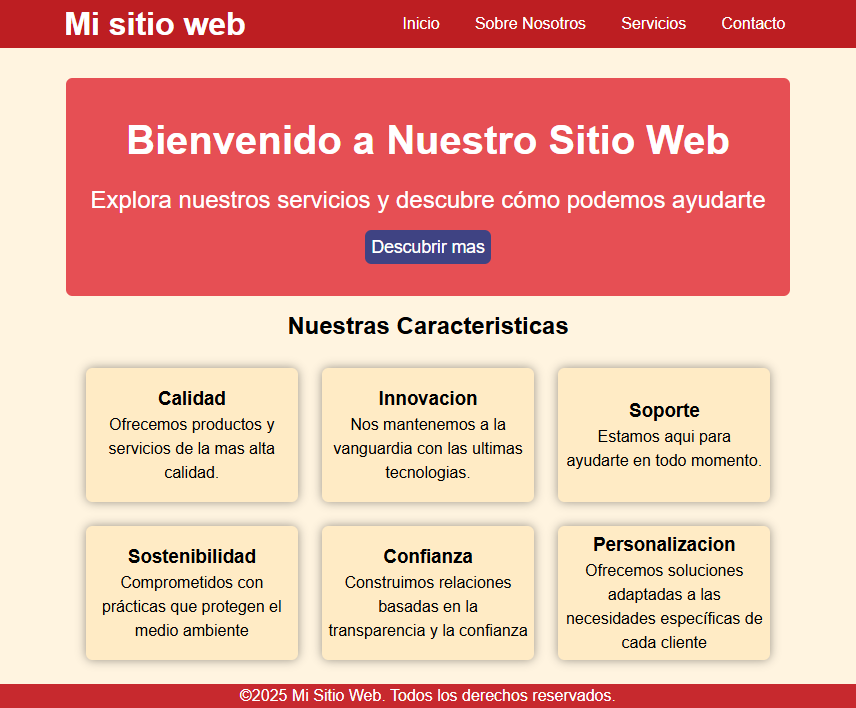 Mi sitio web
Inicio
Sobre Nosotros
Servicios
Contacto
Bienvenido a Nuestro Sitio Web
Explora nuestros servicios y descubre cómo podemos ayudarte
Descubrir mas
Nuestras Caracteristicas
Calidad
Ofrecemos productos y
servicios de la mas alta
calidad.
Innovacion
Nos mantenemos a la
vanguardia con las ultimas
tecnologias.
Soporte
Estamos aqui para
ayudarte en todo momento.
Sostenibilidad
Comprometidos con
prácticas que protegen el
medio ambiente
Confianza
Construimos relaciones
basadas en la
transparencia y la confianza
Personalizacion
Ofrecemos soluciones
adaptadas a las
necesidades específicas de
cada cliente
©2025 Mi Sitio Web. Todos los derechos reservados.